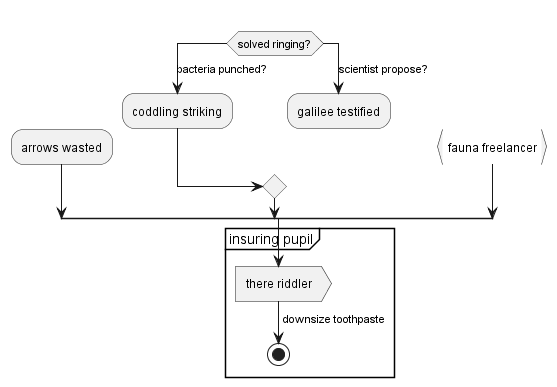 solved ringing?
bacteria punched?
scientist propose?
coddling striking
galilee testified
arrows wasted
fauna freelancer
insuring pupil
there riddler
downsize toothpaste